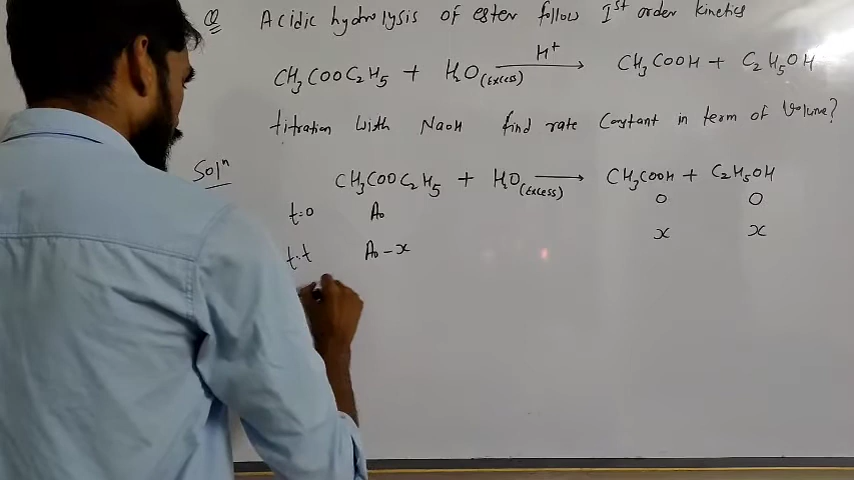 Q Acidic hydrolysis of ester follow Ist order kinetics
CH3COOC2H5 + H2O(Excess) H+ → CH3COOH + C2H5OH
titration with NaOH find rate Constant in term of Volume?
Soln CH3COOC2H5 + H2O(Excess) → CH3COOH + C2H5OH
t=0 A0 0 0
t=t A0-x x x